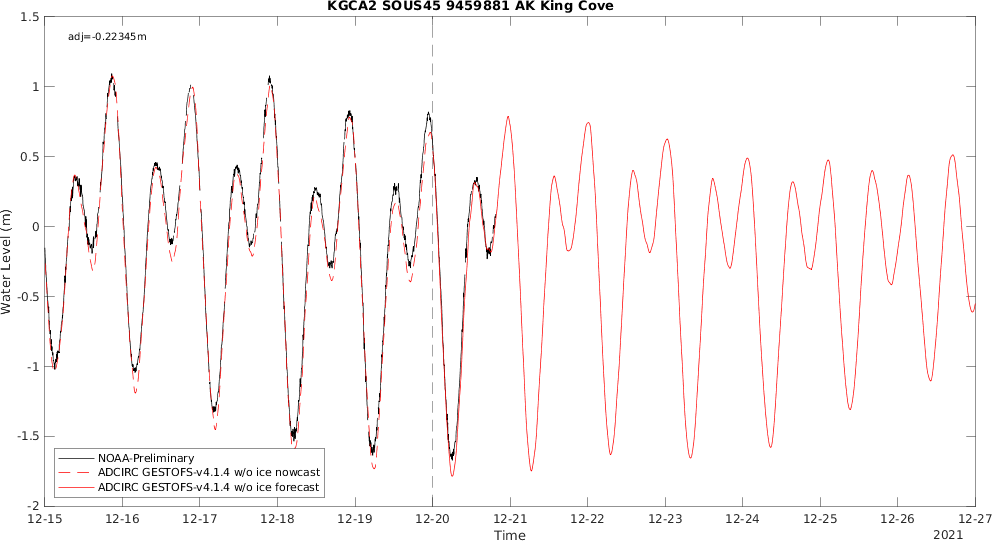 KGCA2 SOUS45 9459881 AK King Cove
adj=-0.22345m
1.5
1
0.5
0
-0.5
-1
-1.5
-2
Water Level (m)
NOAA-Preliminary
ADCIRC GESTOFS-v4.1.4 w/o ice nowcast
ADCIRC GESTOFS-v4.1.4 w/o ice forecast
12-15 12-16 12-17 12-18 12-19 12-20 12-21 12-22 12-23 12-24 12-25 12-26 12-27
Time
2021